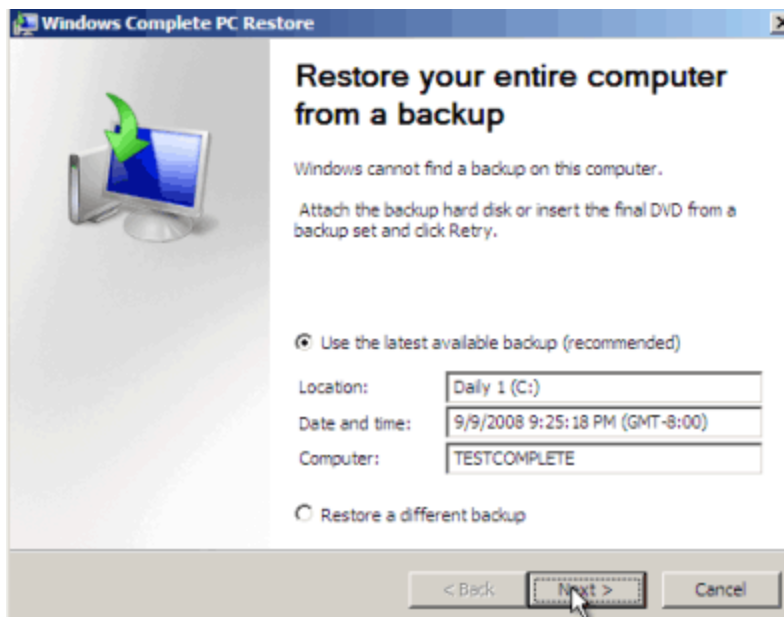 Windows Complete PC Restore
Restore your entire computer
from a backup
Windows cannot find a backup on this computer.
Attach the backup hard disk or insert the final DVD from a
backup set and click Retry.
Use the latest available backup (recommended)
Location: Daily 1 (C:)
Date and time: 9/9/2008 9:25:18 PM (GMT-8:00)
Computer: TESTCOMPLETE
Restore a different backup
< Back Next > Cancel